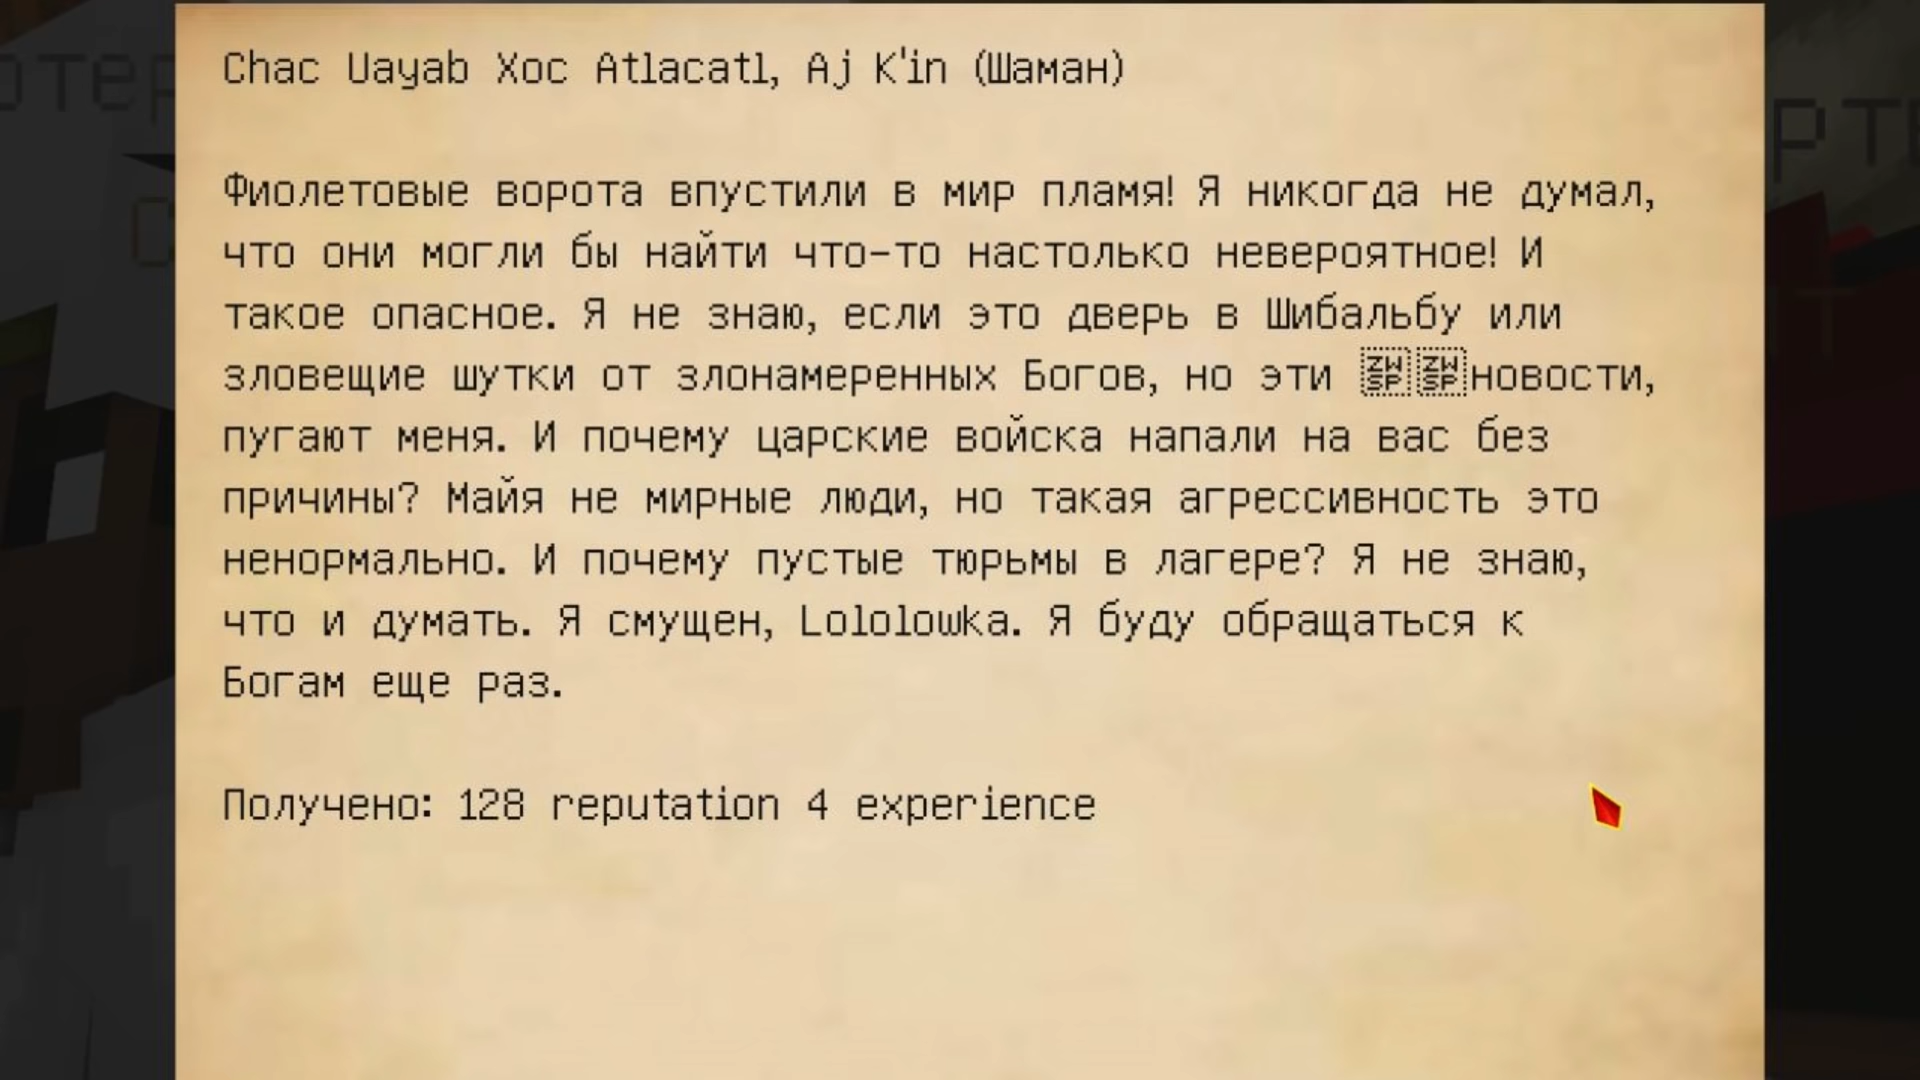 Chac Uayab Xoc Atlacatl, Aj K'in (Шаман)
Фиолетовые ворота впустили в мир пламя! Я никогда не думал,
что они могли бы найти что-то настолько невероятное! И
такое опасное. Я не знаю, если это дверь в Шибальбу или
зловещие шутки от злонамеренных Богов, но эти ZW SP ZW SP новости,
пугают меня. И почему царские войска напали на вас без
причины? Майя не мирные люди, но такая агрессивность это
ненормально. И почему пустые тюрьмы в лагере? Я не знаю,
что и думать. Я смущен, Lololowka. Я буду обращаться к
Богам еще раз.
Получено: 128 reputation 4 experience